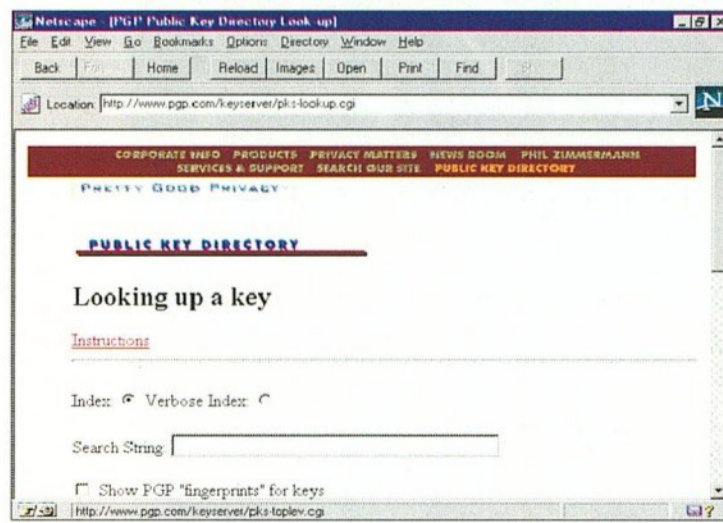 Netscape - [PGP Public Key Directory Look-up]
File Edit View Go Bookmarks Options Directory Window Help
Back Home Reload Images Open Print Find
Location: http://www.pgp.com/keyserver/pks-lookup.cgi
N
CORPORATE INFO PRODUCTS PRIVACY MATTERS NEWS ROOM PHIL ZIMMERMANN
SERVICES & SUPPORT SEARCH OUR SITE PUBLIC KEY DIRECTORY
PRETTY GOOD PRIVACY
PUBLIC KEY DIRECTORY
Looking up a key
Instructions
Index: Verbose Index:
Search String:
Show PGP "fingerprints" for keys
http://www.pgp.com/keyserver/pks-toplev.cgi